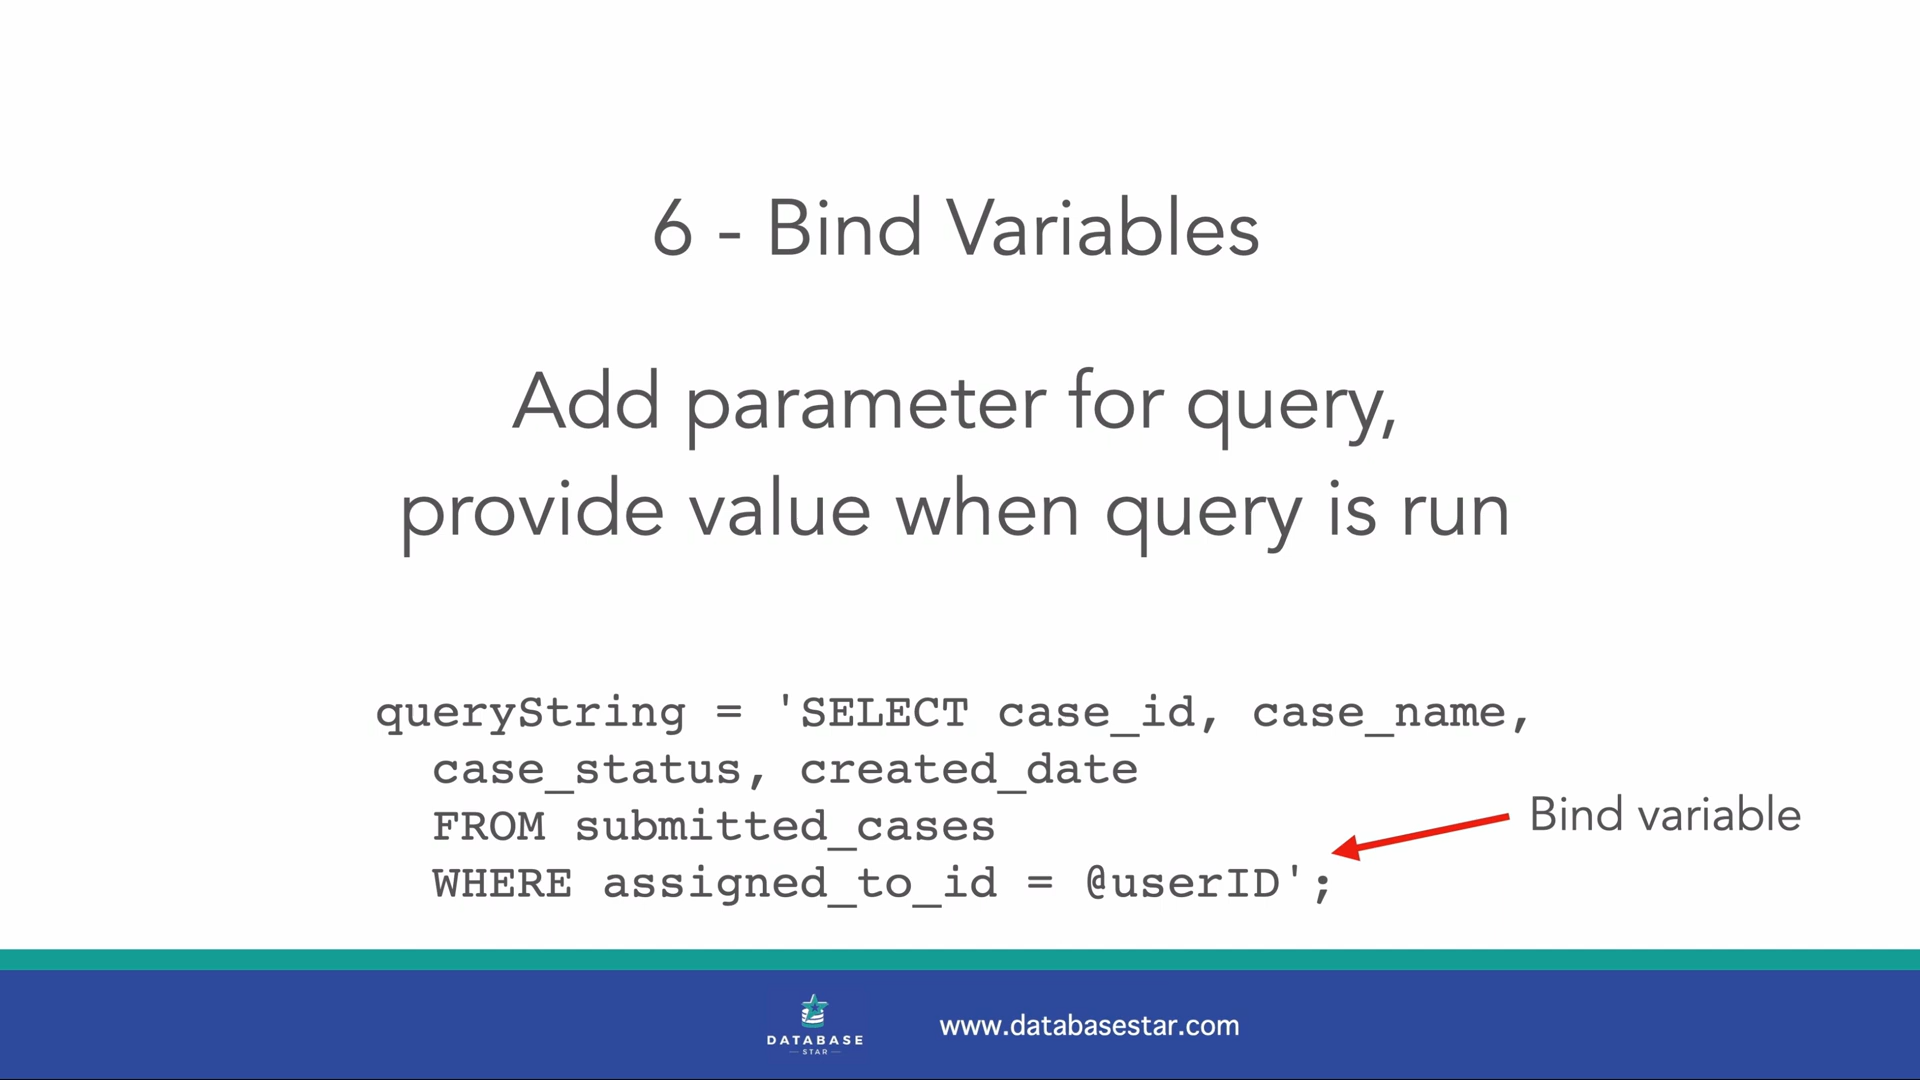 6 - Bind Variables
Add parameter for query,
provide value when query is run
queryString = 'SELECT case_id, case_name,
case_status, created_date
FROM submitted_cases
WHERE assigned_to_id = @userID';
Bind variable
DATABASE
STAR
www.databasestar.com